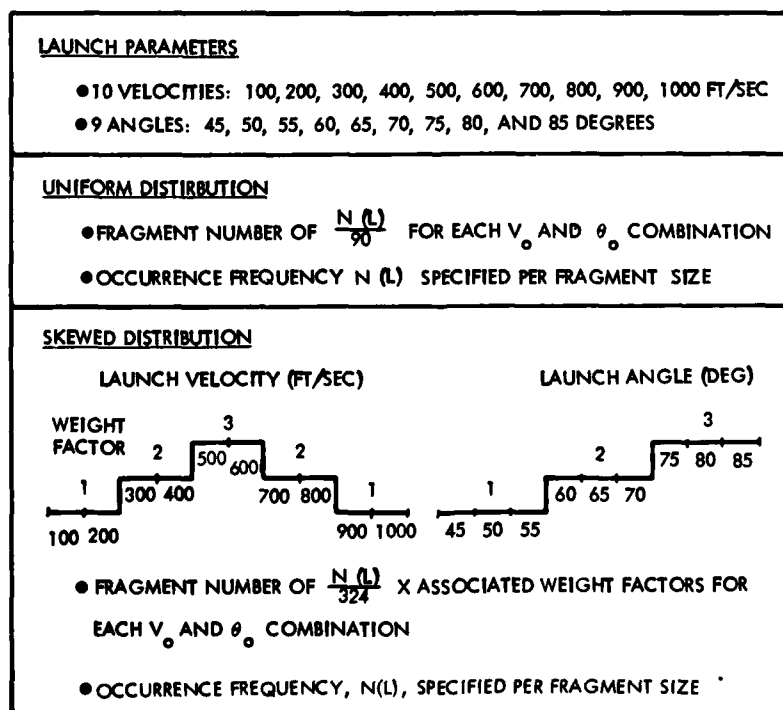 LAUNCH PARAMETERS
●10 VELOCITIES: 100, 200, 300, 400, 500, 600, 700, 800, 900, 1000 FT/SEC
●9 ANGLES: 45, 50, 55, 60, 65, 70, 75, 80, AND 85 DEGREES
UNIFORM DISTIRBUTION
●FRAGMENT NUMBER OF N (L)/90 FOR EACH V₀ AND θ₀ COMBINATION
●OCCURRENCE FREQUENCY N (L) SPECIFIED PER FRAGMENT SIZE
SKEWED DISTRIBUTION
LAUNCH VELOCITY (FT/SEC) LAUNCH ANGLE (DEG)
WEIGHT FACTOR
1 2 3 2 1
100 200 300 400 500 600 700 800 900 1000
1 2 3
45 50 55 60 65 70 75 80 85
● FRAGMENT NUMBER OF N (L)/324 X ASSOCIATED WEIGHT FACTORS FOR
EACH V₀ AND θ₀ COMBINATION
●OCCURRENCE FREQUENCY, N(L), SPECIFIED PER FRAGMENT SIZE